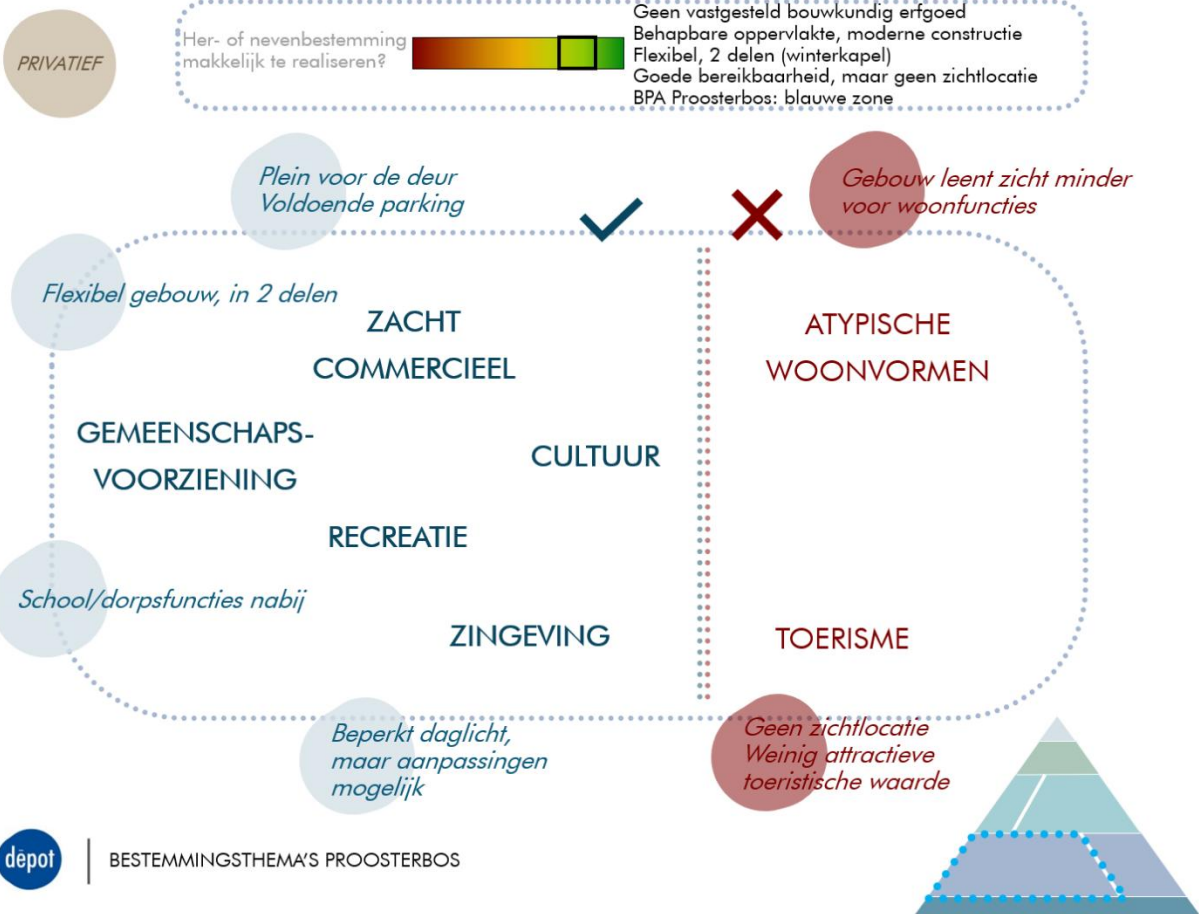 PRIVATIEF
Her- of nevenbestemming
makkelijk te realiseren?
Geen vastgesteld bouwkundig erfgoed
Behapbare oppervlakte, moderne constructie
Flexibel, 2 delen (winterkapel)
Goede bereikbaarheid, maar geen zichtlocatie
BPA Proosterbos: blauwe zone
Plein voor de deur
Voldoende parking
Gebouw leent zicht minder
voor woonfuncties
Flexibel gebouw, in 2 delen
ZACHT
COMMERCIEEL
ATYPISCHE
WOONVORMEN
GEMEENSCHAPS-
VOORZIENING
CULTUUR
RECREATIE
School/dorpsfuncties nabij
ZINGEVING
TOERISME
Beperkt daglicht,
maar aanpassingen
mogelijk
Geen zichtlocatie
Weinig attractieve
toeristische waarde
dēpot
BESTEMMINGSTHEMA'S PROOSTERBOS